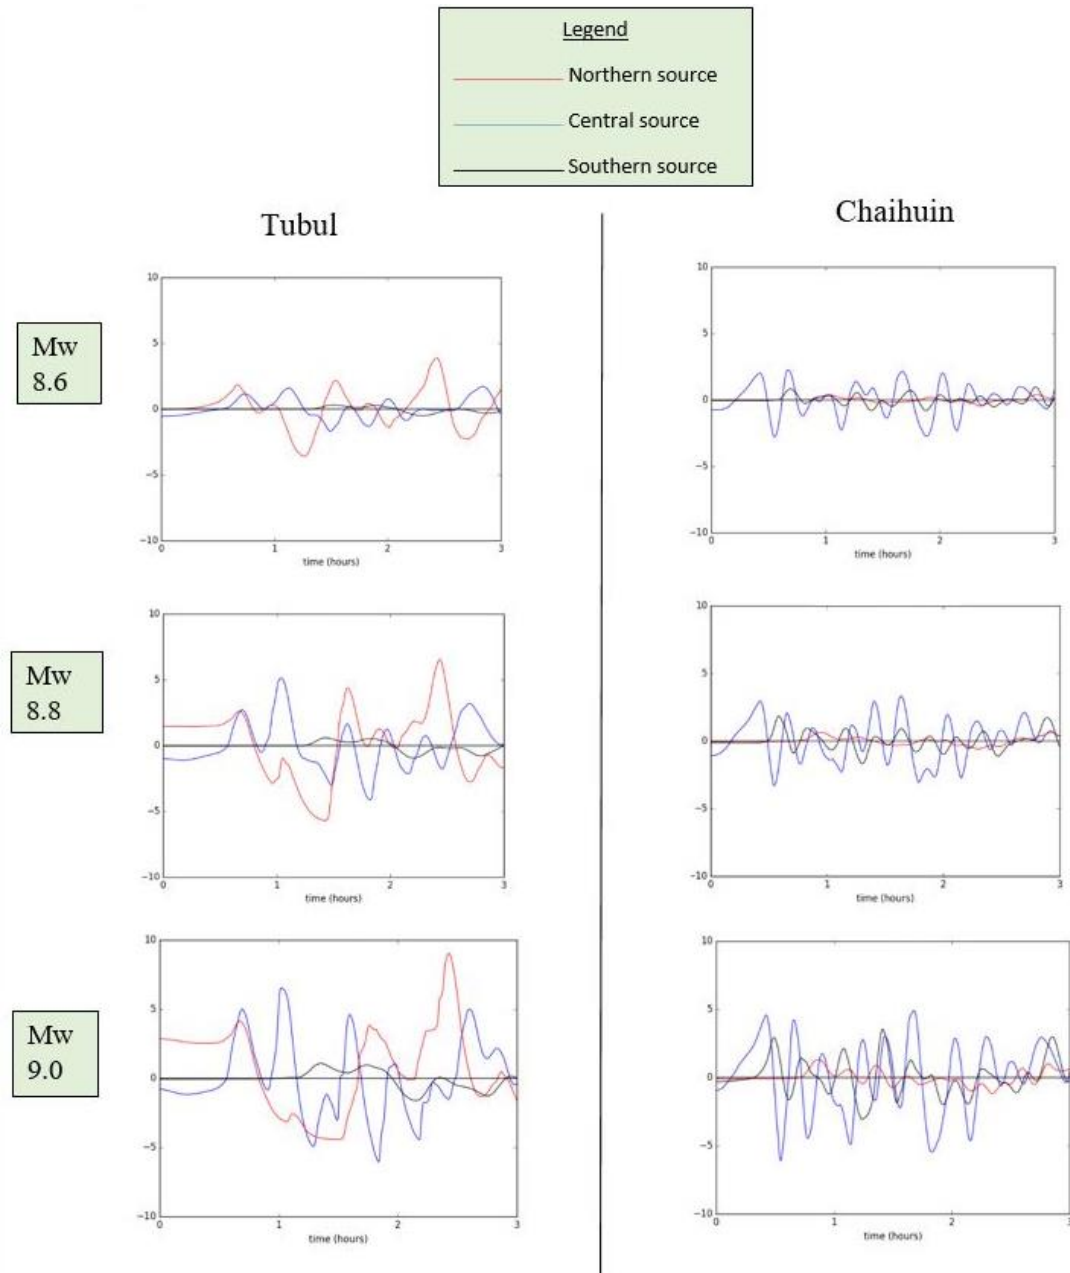 Legend
Northern source
Central source
Southern source
Tubul
Chaihuin
Mw
8.6
10
5
0
−5
−10
0 1 2 3
time (hours)
10
5
0
−5
−10
0 1 2 3
time (hours)
Mw
8.8
10
5
0
−5
−10
0 1 2 3
time (hours)
10
5
0
−5
−10
0 1 2 3
time (hours)
Mw
9.0
10
5
0
−5
−10
0 1 2 3
time (hours)
10
5
0
−5
−10
0 1 2 3
time (hours)